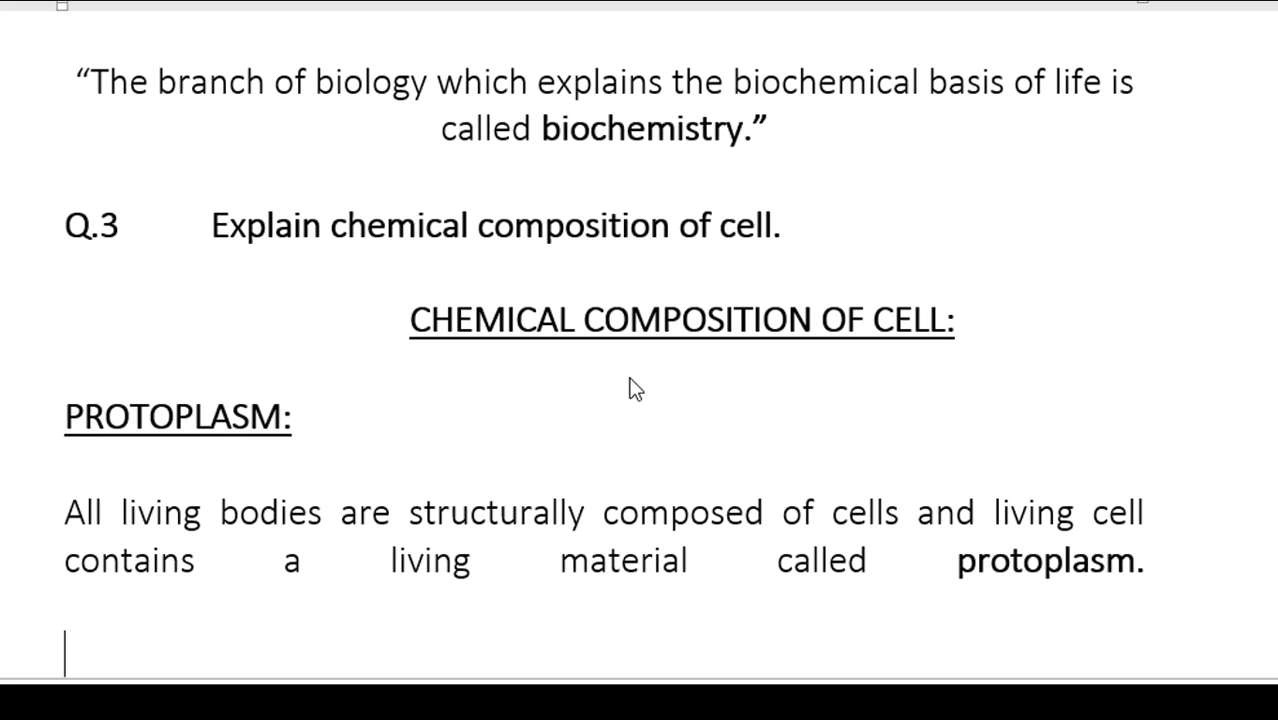 “The branch of biology which explains the biochemical basis of life is
called biochemistry.”
Q.3 Explain chemical composition of cell.
CHEMICAL COMPOSITION OF CELL:
PROTOPLASM:
All living bodies are structurally composed of cells and living cell
contains a living material called protoplasm.